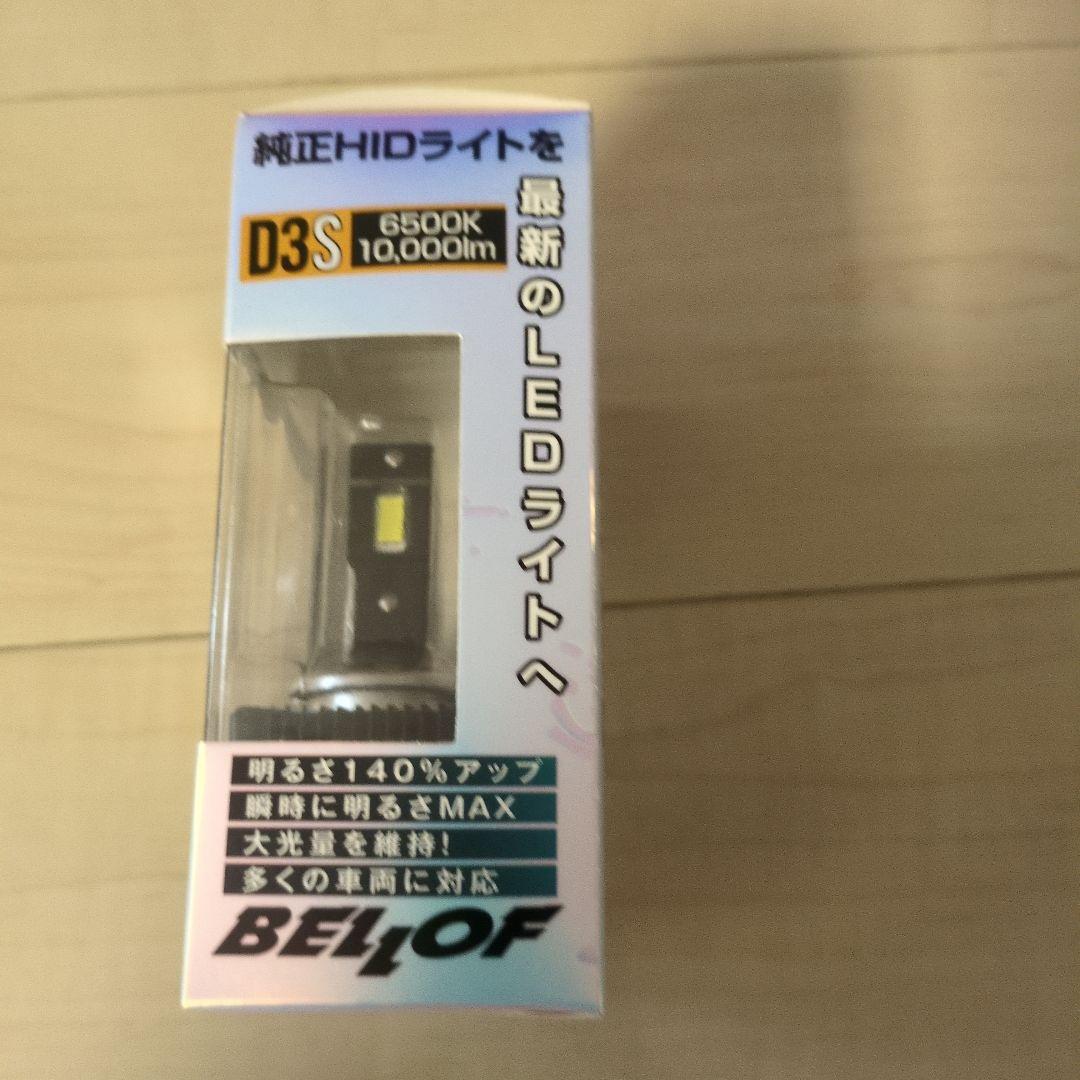 純正HIDライトを
最新のLEDライトへ
D3S
6500K
10,000lm
明るさ140%アップ
瞬時に明るさMAX
大光量を維持!
多くの車両に対応
BELLOF